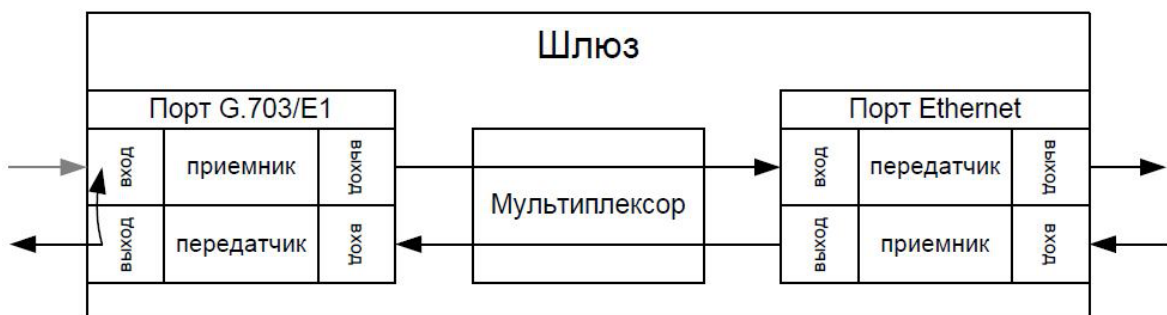 Шлюз
Порт G.703/E1
Порт Ethernet
вход
приемник
выход
вход
передатчик
выход
Мультиплексор
выход
передатчик
вход
выход
приемник
вход